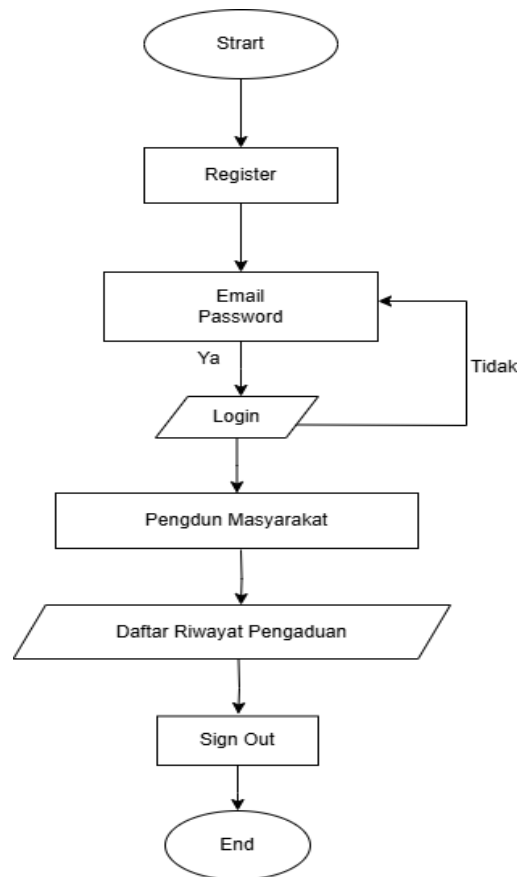 Strart
Register
Email
Password
Ya
Tidak
Login
Pengdun Masyarakat
Daftar Riwayat Pengaduan
Sign Out
End